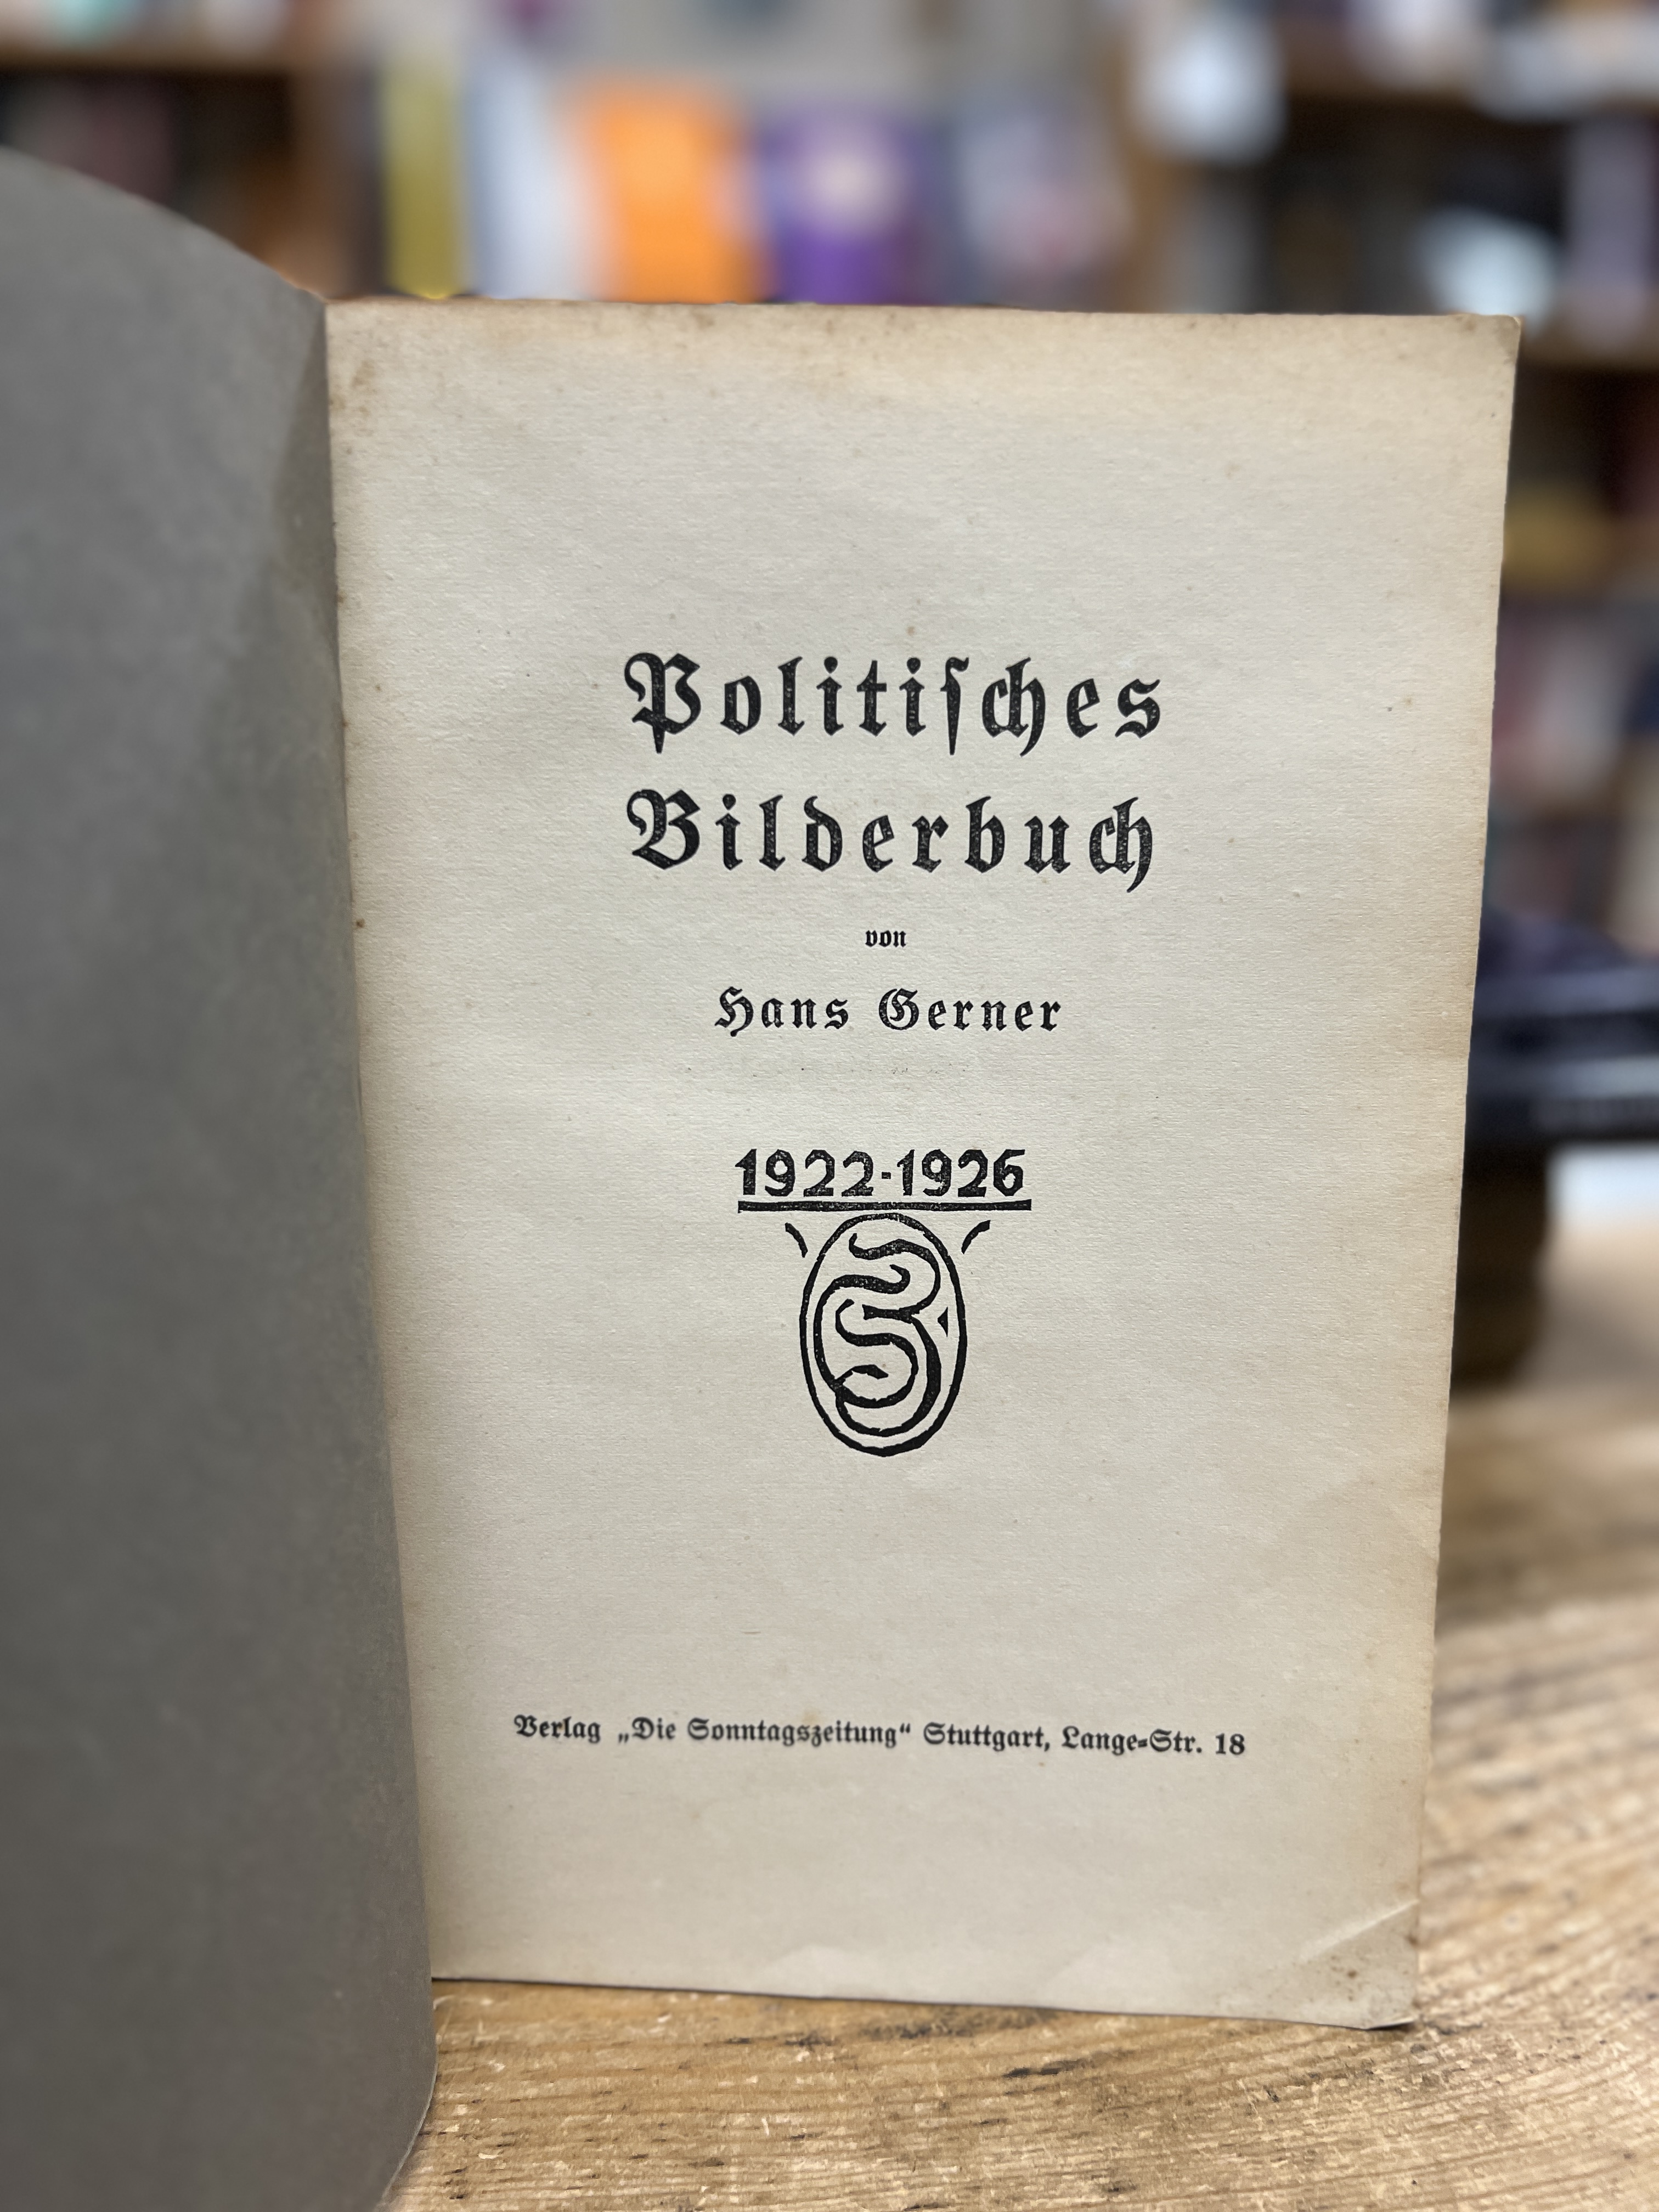 Politiſches
Bilderbuch
von
Hans Gerner
1922-1926
S
Verlag „Die Sonntagszeitung“ Stuttgart, Lange-Str. 18